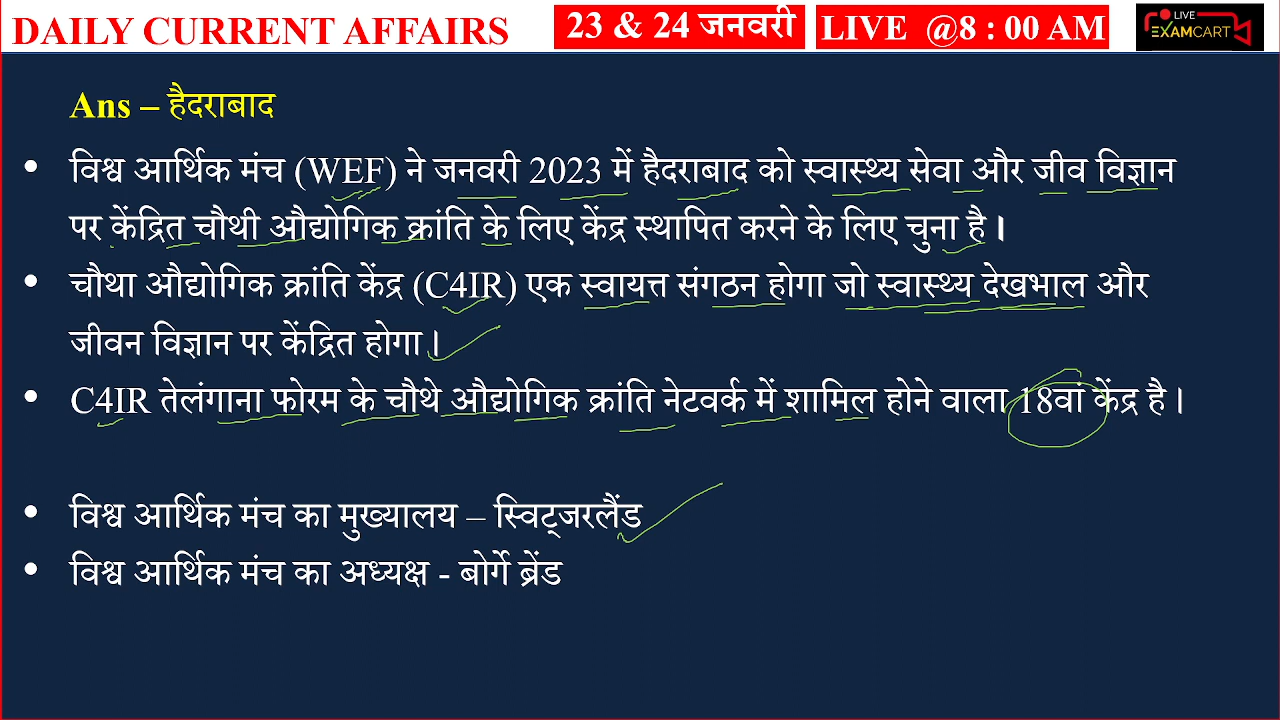 DAILY CURRENT AFFAIRS
23 & 24 जनवरी
LIVE @8 : 00 AM
LIVE
EXAMCART
Ans – हैदराबाद
• विश्व आर्थिक मंच (WEF) ने जनवरी 2023 में हैदराबाद को स्वास्थ्य सेवा और जीव विज्ञान
पर केंद्रित चौथी औद्योगिक क्रांति के लिए केंद्र स्थापित करने के लिए चुना है।
• चौथा औद्योगिक क्रांति केंद्र (C4IR) एक स्वायत्त संगठन होगा जो स्वास्थ्य देखभाल और
जीवन विज्ञान पर केंद्रित होगा।
• C4IR तेलंगाना फोरम के चौथे औद्योगिक क्रांति नेटवर्क में शामिल होने वाला 18वां केंद्र है।
• विश्व आर्थिक मंच का मुख्यालय – स्विट्जरलैंड
• विश्व आर्थिक मंच का अध्यक्ष - बोर्गे ब्रेंड